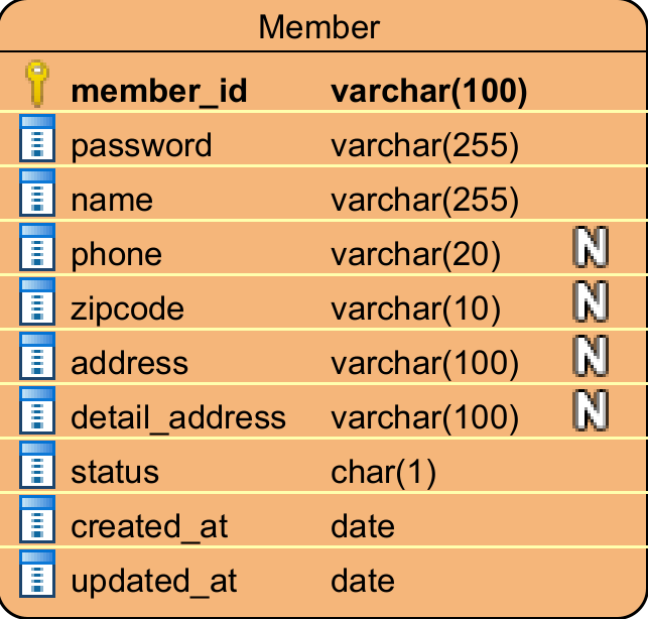 Member
member_id varchar(100)
password varchar(255)
name varchar(255)
phone varchar(20) N
zipcode varchar(10) N
address varchar(100) N
detail_address varchar(100) N
status char(1)
created_at date
updated_at date